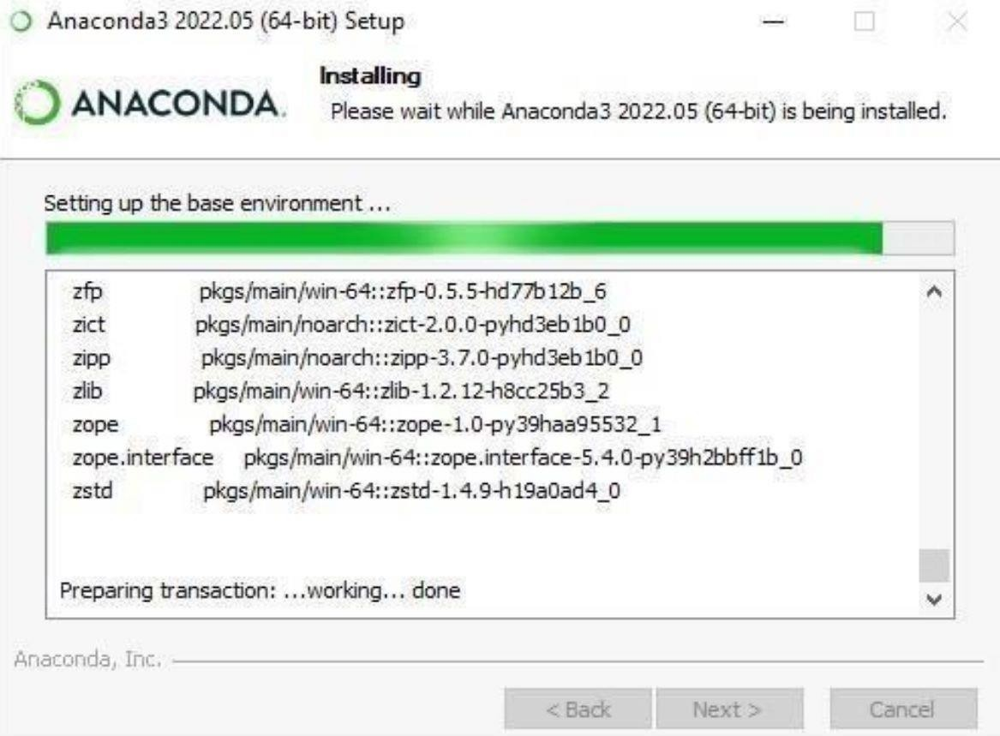 Anaconda3 2022.05 (64-bit) Setup
ANACONDA.
Installing
Please wait while Anaconda3 2022.05 (64-bit) is being installed.
Setting up the base environment ...
zfp pkgs/main/win-64::zfp-0.5.5-hd77b12b_6
zict pkgs/main/noarch::zict-2.0.0-pyhd3eb1b0_0
zipp pkgs/main/noarch::zipp-3.7.0-pyhd3eb1b0_0
zlib pkgs/main/win-64::zlib-1.2.12-h8cc25b3_2
zope pkgs/main/win-64::zope-1.0-py39haa95532_1
zope.interface pkgs/main/win-64::zope.interface-5.4.0-py39h2bbff1b_0
zstd pkgs/main/win-64::zstd-1.4.9-h19a0ad4_0
Preparing transaction: ...working... done
Anaconda, Inc.
< Back Next > Cancel